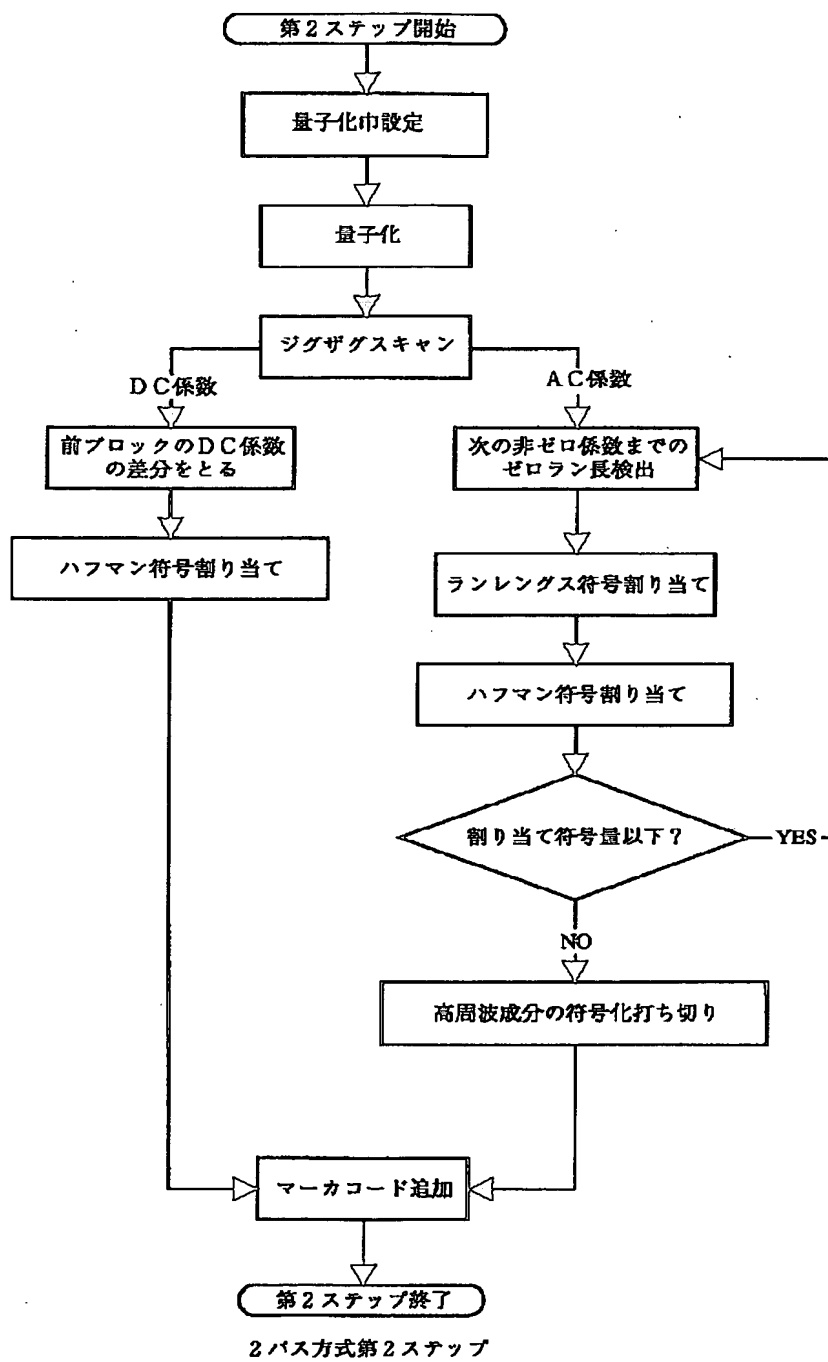 第2ステップ開始
量子化巾設定
量子化
ジグザグスキャン
DC係数
AC係数
前ブロックのDC係数
の差分をとる
次の非ゼロ係数までの
ゼロラン長検出
ハフマン符号割り当て
ランレングス符号割り当て
ハフマン符号割り当て
割り当て符号量以下?
YES
NO
高周波成分の符号化打ち切り
マーカコード追加
第2ステップ終了
2パス方式第2ステップ